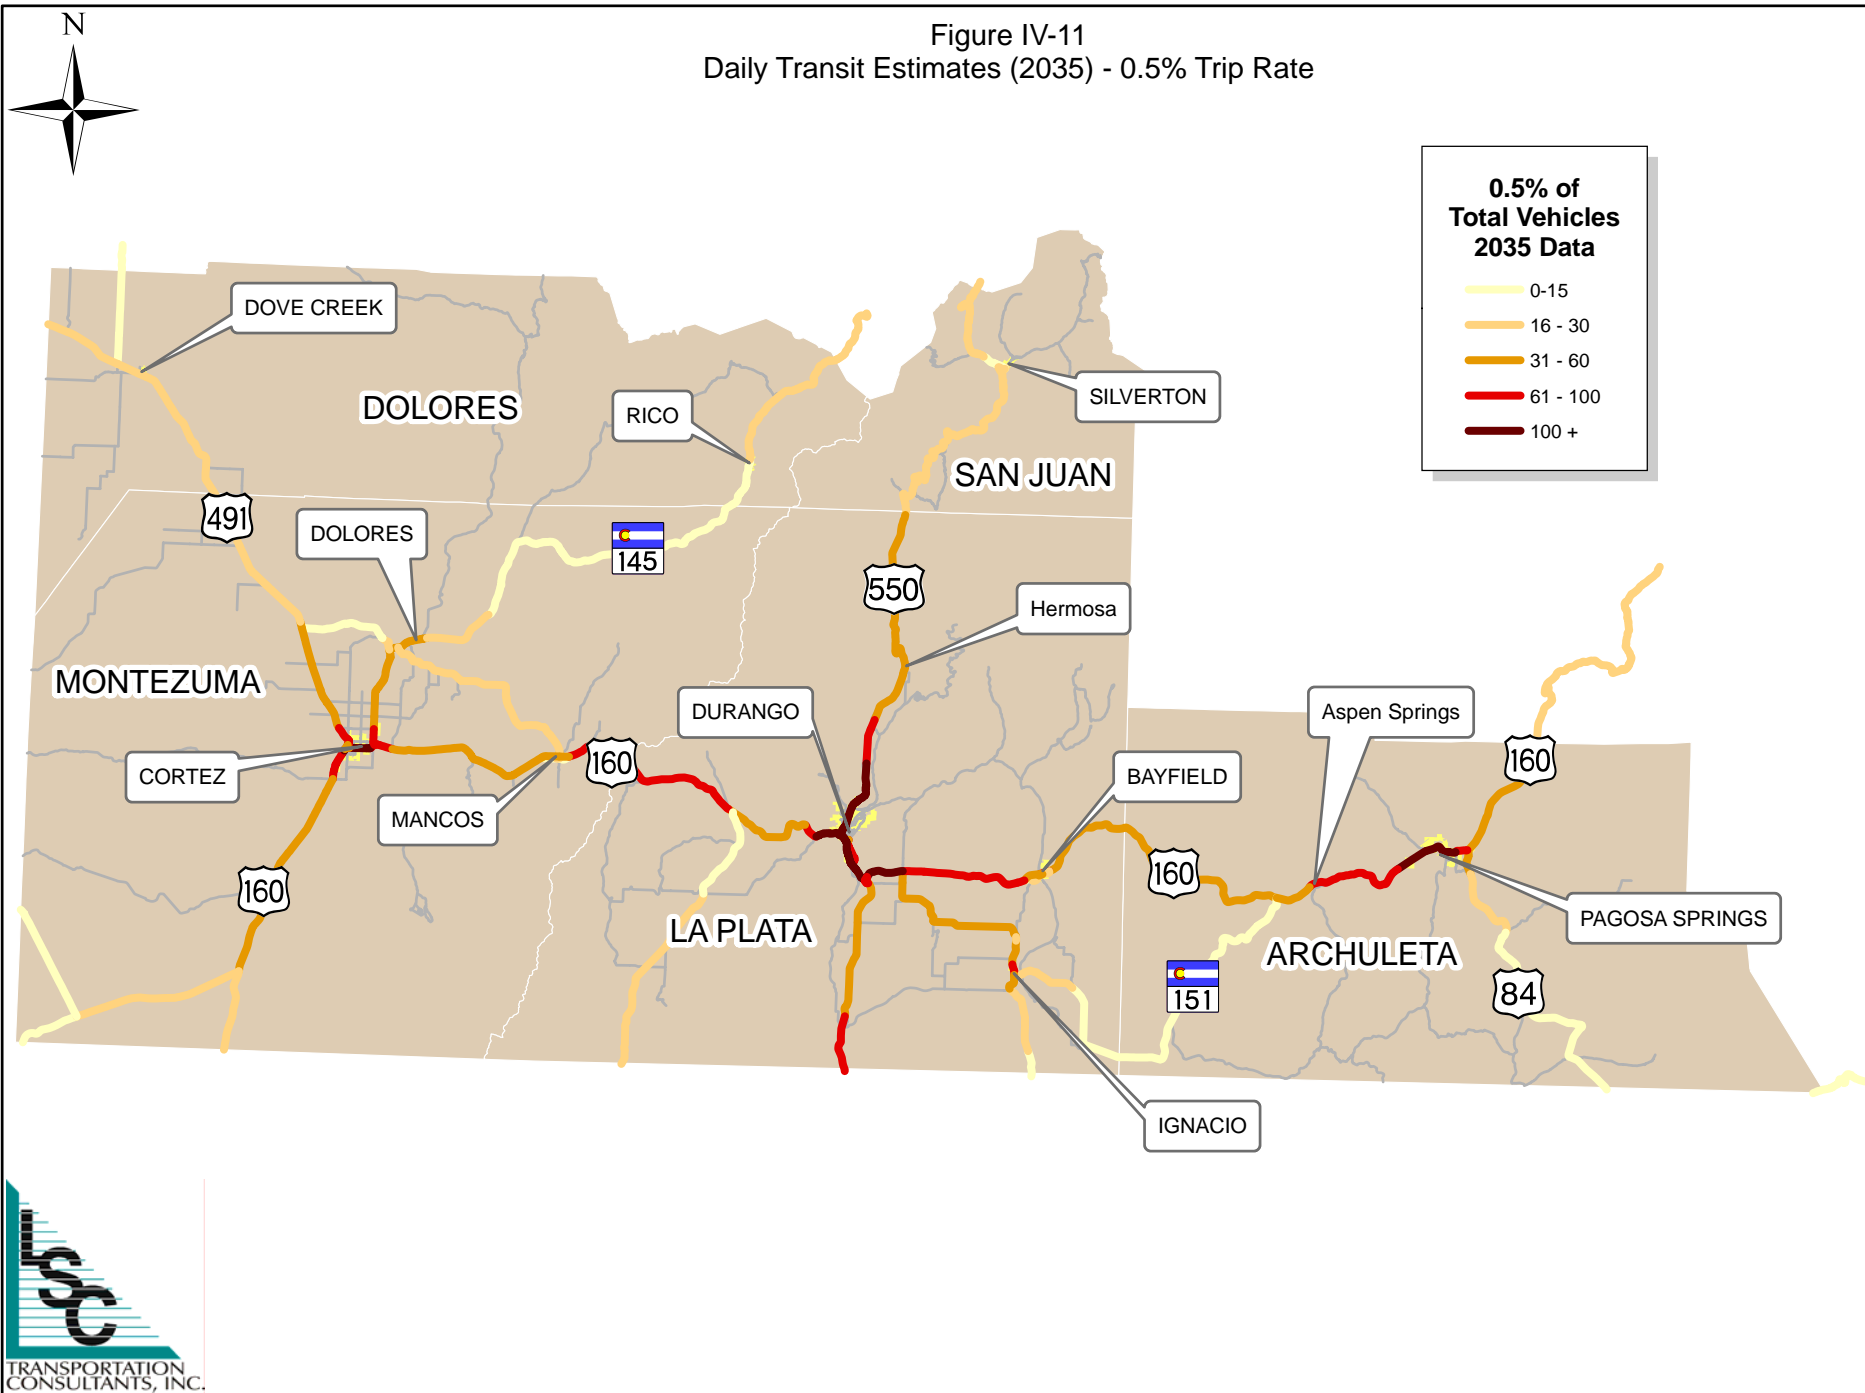 N
Figure IV-11
Daily Transit Estimates (2035) - 0.5% Trip Rate
0.5% of
Total Vehicles
2035 Data
0-15
16 - 30
31 - 60
61 - 100
100 +
DOVE CREEK
DOLORES
RICO
SILVERTON
SAN JUAN
491
DOLORES
145
550
Hermosa
MONTEZUMA
DURANGO
Aspen Springs
CORTEZ
MANCOS
160
BAYFIELD
160
160
160
LA PLATA
PAGOSA SPRINGS
ARCHULETA
151
84
IGNACIO
LSC
TRANSPORTATION
CONSULTANTS, INC.